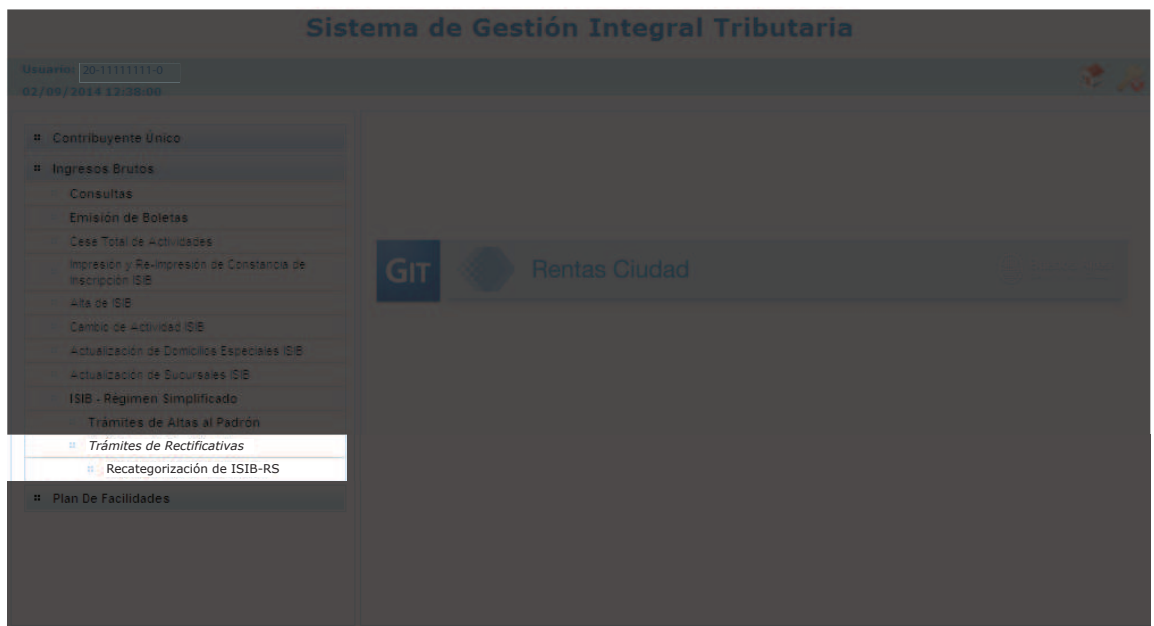 Sistema de Gestión Integral Tributaria
Usuario: 20-11111111-0
02/09/2014 12:38:00
Contribuyente Único
Ingresos Brutos
Consultas
Emisión de Boletas
Cese Total de Actividades
Impresión y Re-Impresión de Constancia de
Inscripción ISIB
Alta de ISIB
Cambio de Actividad ISIB
Actualización de Domicilios Especiales ISIB
Actualización de Sucursales ISIB
ISIB - Régimen Simplificado
Trámites de Altas al Padrón
Trámites de Rectificativas
Recategorización de ISIB-RS
Plan De Facilidades
GIT Rentas Ciudad